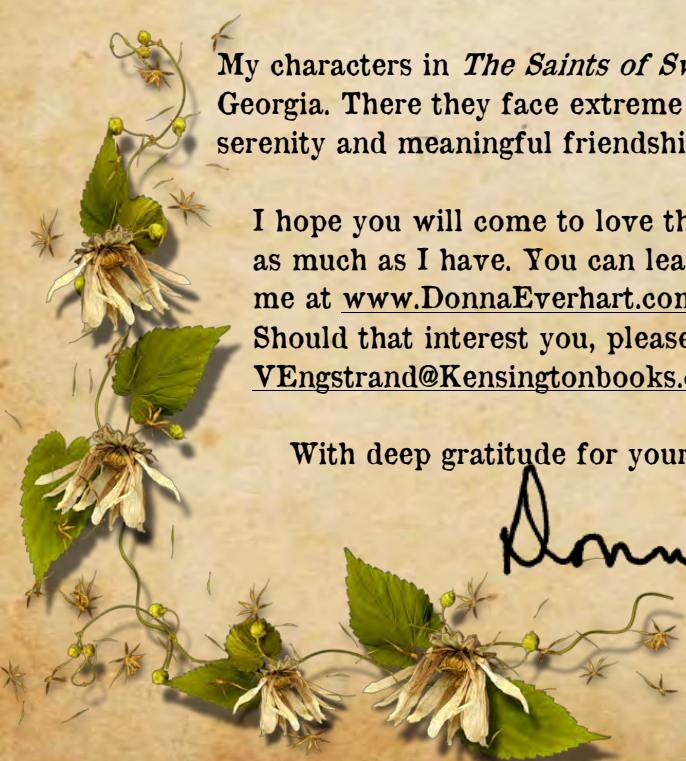 My characters in The Saints of Sw
Georgia. There they face extreme
serenity and meaningful friendshi
I hope you will come to love th
as much as I have. You can lea
me at www.DonnaEverhart.com
Should that interest you, please
VEngstrand@Kensingtonbooks.c
With deep gratitude for your
Donn